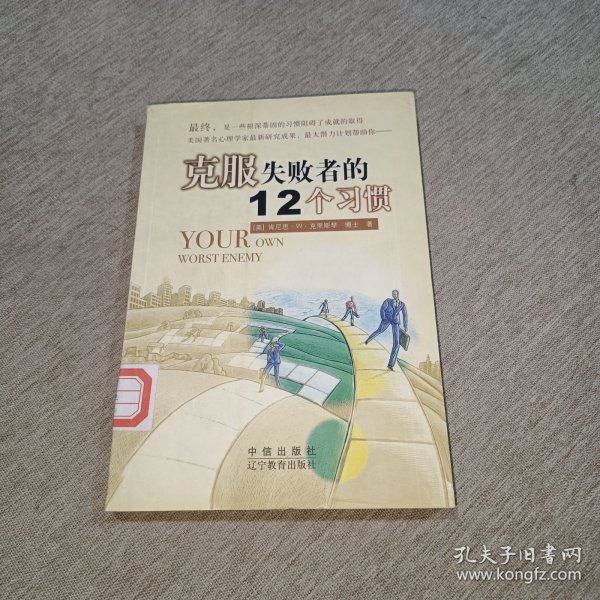 最终，是一些根深蒂固的习惯阻碍了成就的取得
美国著名心理学家最新研究成果，最大潜力计划帮助你——
克服失败者的
12个习惯
[美] 肯尼思·W·克里斯琴 博士 著
YOUR OWN
WORST ENEMY
中信出版社
辽宁教育出版社
孔夫子旧书网
www.kongfz.com